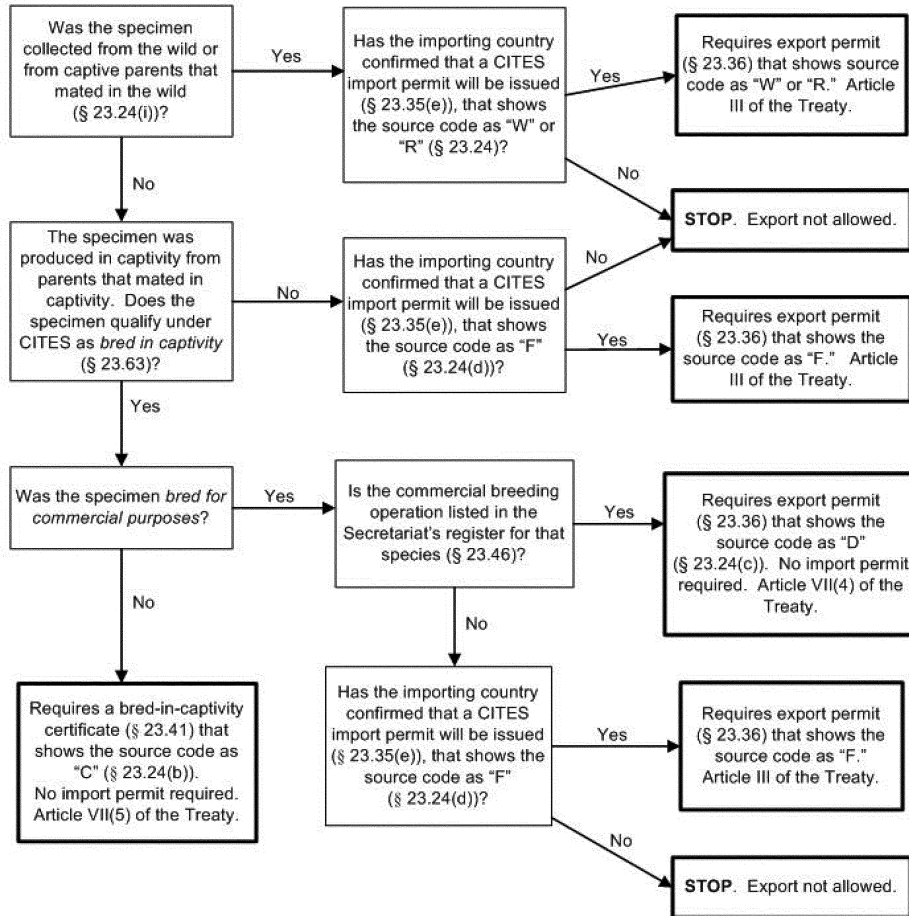 Was the specimen
collected from the wild or
from captive parents that
mated in the wild
(§ 23.24(i))?
Yes
Has the importing country
confirmed that a CITES
import permit will be issued
(§ 23.35(e)), that shows
the source code as “W” or
“R” (§ 23.24)?
Yes
Requires export permit
(§ 23.36) that shows source
code as “W” or “R.” Article
III of the Treaty.
No
No
STOP. Export not allowed.
The specimen was
produced in captivity from
parents that mated in
captivity. Does the
specimen qualify under
CITES as bred in captivity
(§ 23.63)?
No
Has the importing country
confirmed that a CITES
import permit will be issued
(§ 23.35(e)), that shows
the source code as “F”
(§ 23.24(d))?
No
Yes
Requires export permit
(§ 23.36) that shows the
source code as “F.” Article
III of the Treaty.
Yes
Was the specimen bred for
commercial purposes?
Yes
Is the commercial breeding
operation listed in the
Secretariat’s register for that
species (§ 23.46)?
Yes
Requires export permit
(§ 23.36) that shows the
source code as “D”
(§ 23.24(c)). No import permit
required. Article VII(4) of the
Treaty.
No
No
Requires a bred-in-captivity
certificate (§ 23.41) that
shows the source code as
“C” (§ 23.24(b)).
No import permit required.
Article VII(5) of the Treaty.
Has the importing country
confirmed that a CITES
import permit will be issued
(§ 23.35(e)), that shows the
source code as “F”
(§ 23.24(d))?
Yes
Requires export permit
(§ 23.36) that shows the
source code as “F.”
Article III of the Treaty.
No
STOP. Export not allowed.